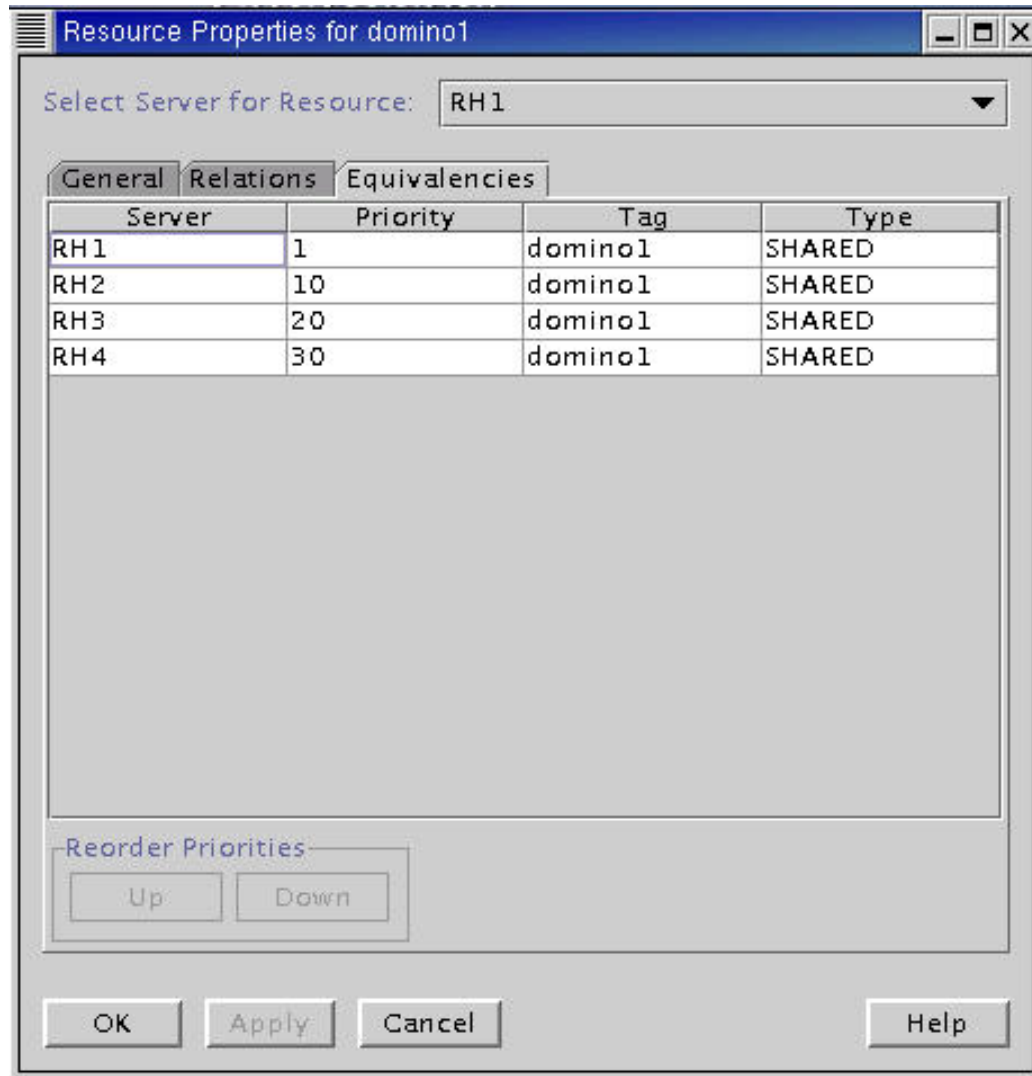 Resource Properties for domino1
Select Server for Resource: RH1
General Relations Equivalencies
Server Priority Tag Type
RH1 1 domino1 SHARED
RH2 10 domino1 SHARED
RH3 20 domino1 SHARED
RH4 30 domino1 SHARED
Reorder Priorities
Up Down
OK Apply Cancel Help